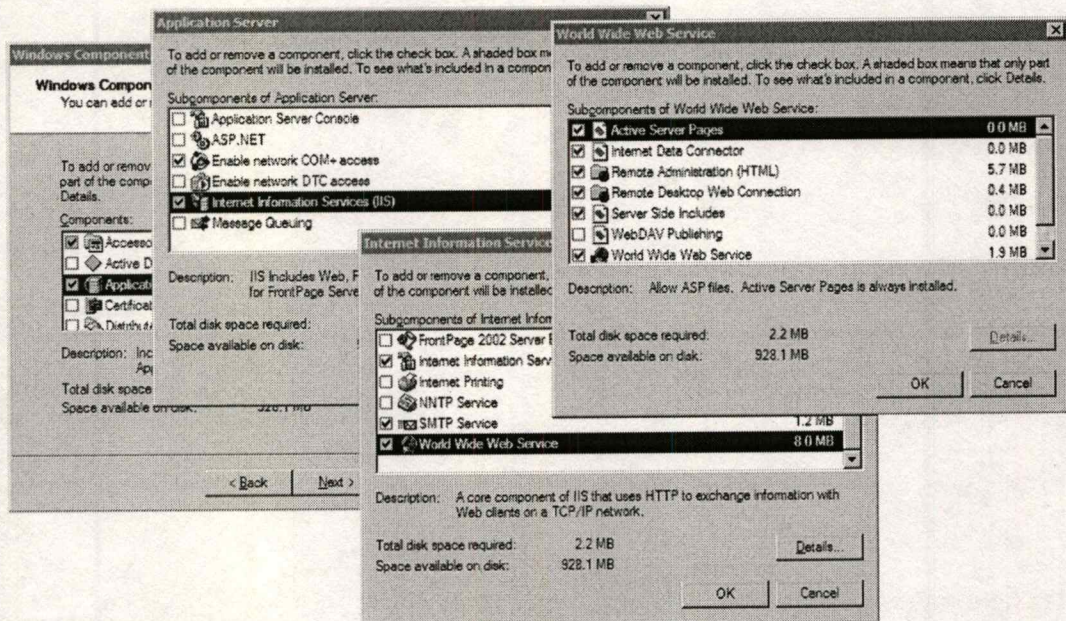 Windows Component
Windows Compon
You can add or
To add or remov
part of the comp
Details.
Components:
Accesso
Active D
Applicati
Certificat
Distribute
Description: Inc
Ap
Total disk space
Space available on disk:
< Back
Next >
Application Server
To add or remove a component, click the check box. A shaded box m
of the component will be installed. To see what's included in a compon
Subcomponents of Application Server:
Application Server Console
ASP.NET
Enable network COM+ access
Enable network DTC access
Internet Information Services (IIS)
Message Queuing
Description: IIS Includes Web, F
for FrontPage Serve
Total disk space required:
Space available on disk:
Internet Information Service
To add or remove a component,
of the component will be installed
Subcomponents of Internet Inform
FrontPage 2002 Server E
Internet Information Serv
Internet Printing
NNTP Service
SMTP Service 1.2 MB
World Wide Web Service 8.0 MB
Description: A core component of IIS that uses HTTP to exchange information with
Web clients on a TCP/IP network.
Total disk space required: 2.2 MB
Space available on disk: 928.1 MB
Details...
OK
Cancel
World Wide Web Service
To add or remove a component, click the check box. A shaded box means that only part
of the component will be installed. To see what's included in a component, click Details.
Subcomponents of World Wide Web Service:
Active Server Pages 0.0 MB
Internet Data Connector 0.0 MB
Remote Administration (HTML) 5.7 MB
Remote Desktop Web Connection 0.4 MB
Server Side Includes 0.0 MB
WebDAV Publishing 0.0 MB
World Wide Web Service 1.9 MB
Description: Allow ASP files. Active Server Pages is always installed.
Total disk space required: 2.2 MB
Space available on disk: 928.1 MB
Details...
OK
Cancel